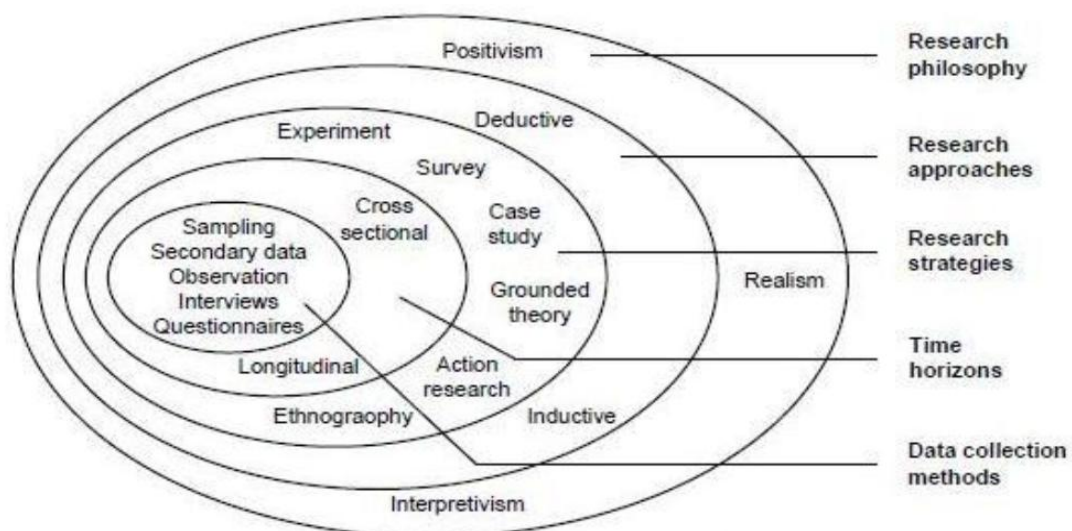 Positivism
Research
philosophy
Deductive
Experiment
Research
approaches
Survey
Cross
sectional
Case
study
Sampling
Secondary data
Observation
Interviews
Questionnaires
Research
strategies
Realism
Grounded
theory
Time
horizons
Longitudinal
Action
research
Ethnograophy
Inductive
Data collection
methods
Interpretivism